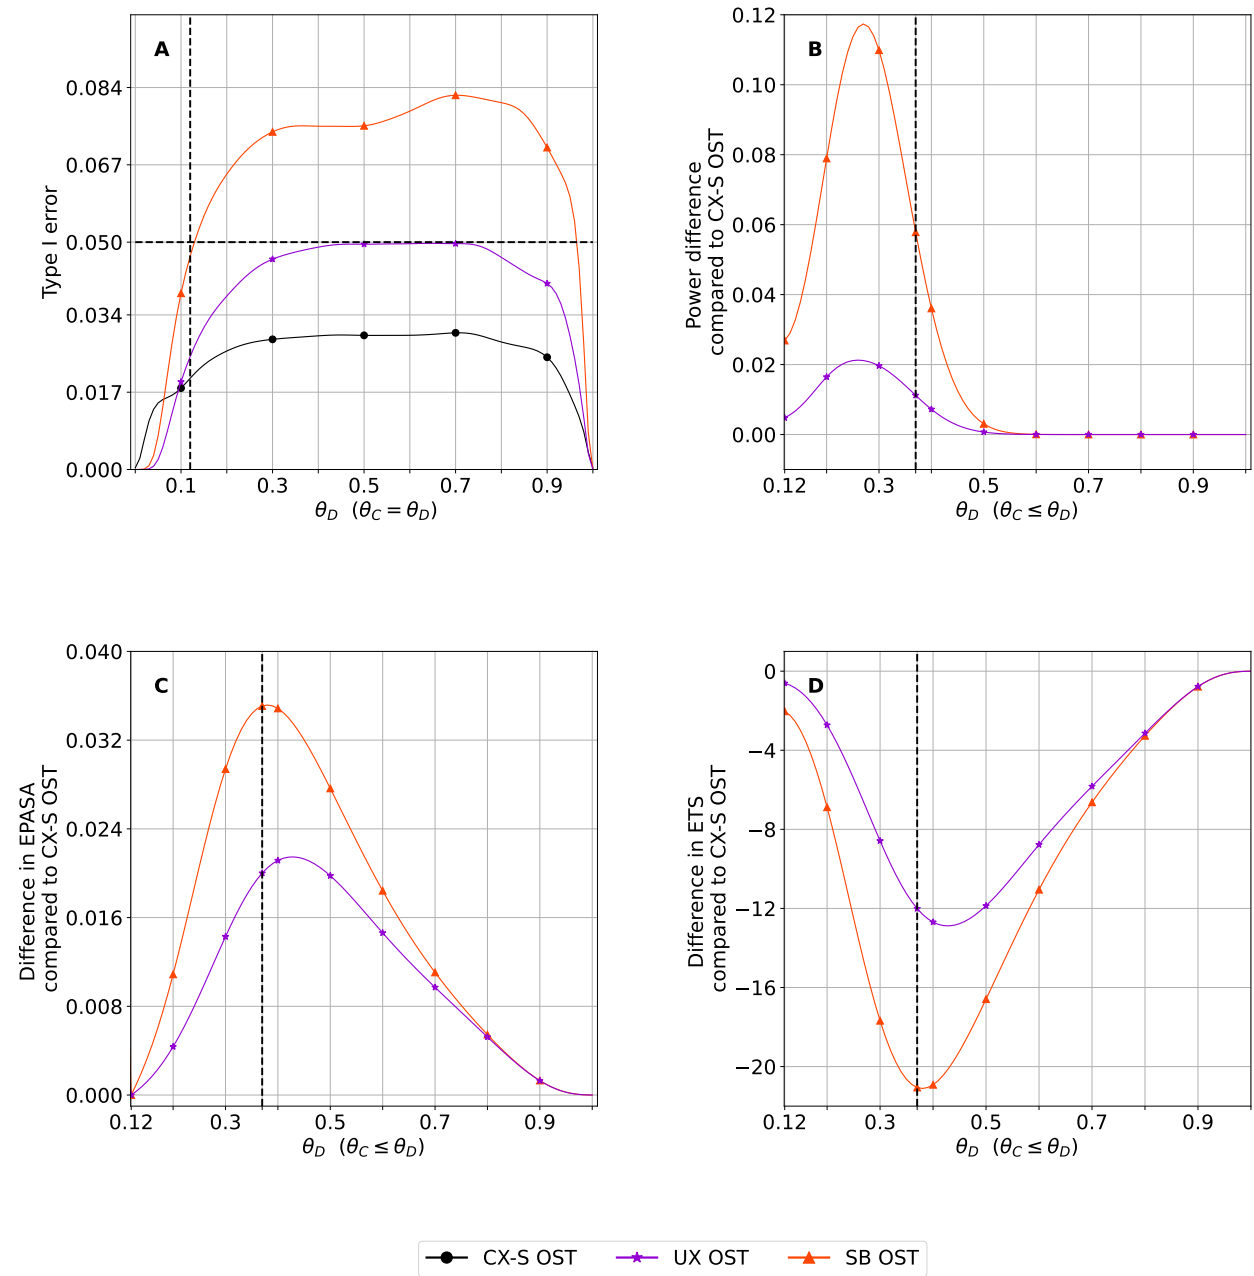 A
0.084
0.067
0.050
0.034
0.017
0.000
Type I error
0.1 0.3 0.5 0.7 0.9
θ_D (θ_C = θ_D)
B
0.12
0.10
0.08
0.06
0.04
0.02
0.00
Power difference
compared to CX-S OST
0.12 0.3 0.5 0.7 0.9
θ_D (θ_C ≤ θ_D)
C
0.040
0.032
0.024
0.016
0.008
0.000
Difference in EPASA
compared to CX-S OST
0.12 0.3 0.5 0.7 0.9
θ_D (θ_C ≤ θ_D)
D
0
−4
−8
−12
−16
−20
Difference in ETS
compared to CX-S OST
0.12 0.3 0.5 0.7 0.9
θ_D (θ_C ≤ θ_D)
CX-S OST UX OST SB OST